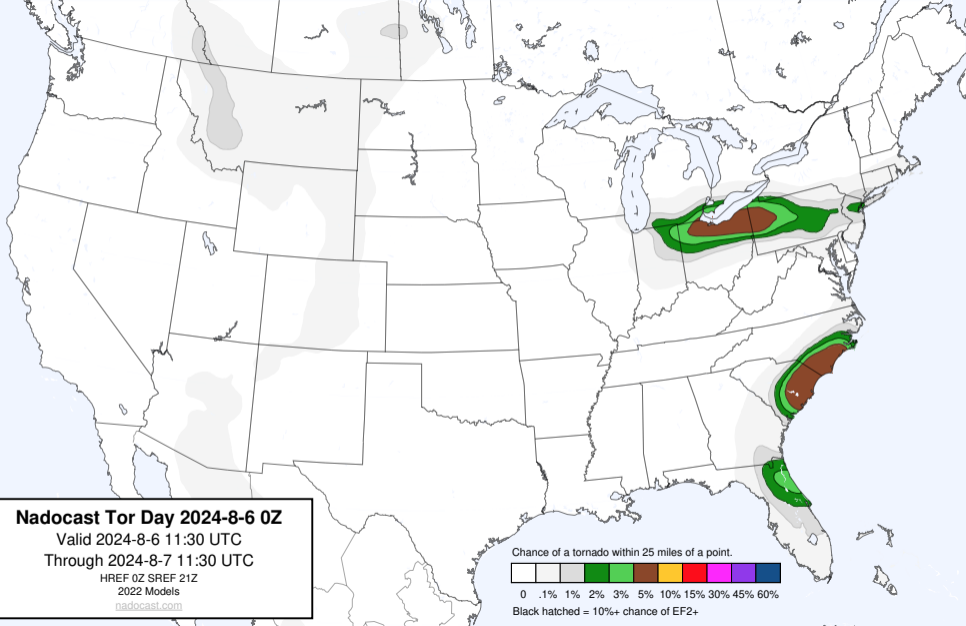 Nadocast Tor Day 2024-8-6 0Z
Valid 2024-8-6 11:30 UTC
Through 2024-8-7 11:30 UTC
HREF 0Z SREF 21Z
2022 Models
nadocast.com
Chance of a tornado within 25 miles of a point.
0 .1% 1% 2% 3% 5% 10% 15% 30% 45% 60%
Black hatched = 10%+ chance of EF2+